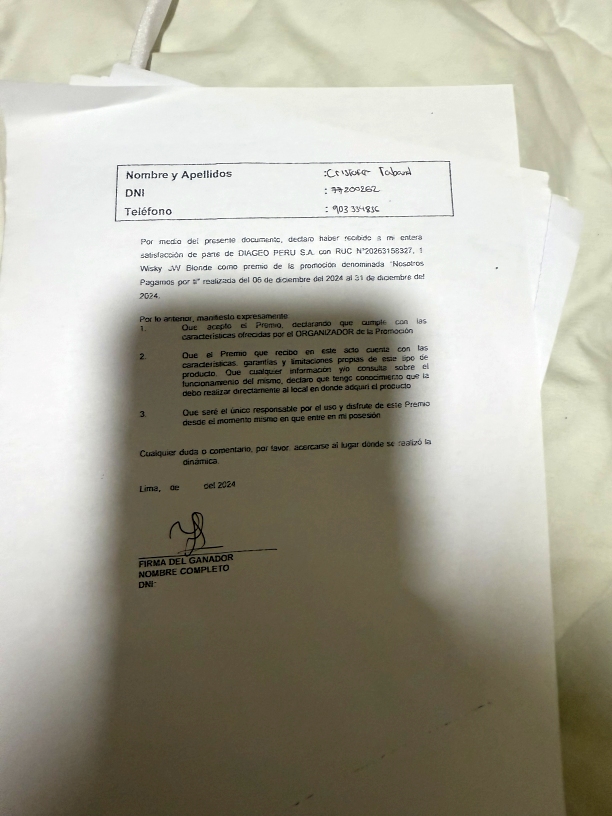 Nombre y Apellidos :Cristofer Taband
DNI : 77200262
Teléfono : 903 334836
Por medio del presente documento, declaro haber recibido a mi entera
satisfacción de parte de DIAGEO PERU S.A. con RUC N°20263158327, 1
Wisky JW Blonde como premio de la promoción denominada "Nosotros
Pagamos por ti" realizada del 06 de diciembre del 2024 al 31 de diciembre del
2024.
Por lo anterior, manifiesto expresamente:
1. Que acepto el Premio, declarando que cumple con las
características ofrecidas por el ORGANIZADOR de la Promoción
2. Que el Premio que recibo en este acto cuenta con las
características, garantías y limitaciones propias de este tipo de
producto. Que cualquier información y/o consulta sobre el
funcionamiento del mismo, declaro que tengo conocimiento que la
debo realizar directamente al local en donde adquirí el producto
3. Que seré el único responsable por el uso y disfrute de este Premio
desde el momento mismo en que entre en mi posesión
Cualquier duda o comentario, por favor, acercarse al lugar donde se realizó la
dinámica.
Lima, de del 2024
FIRMA DEL GANADOR
NOMBRE COMPLETO
DNI: